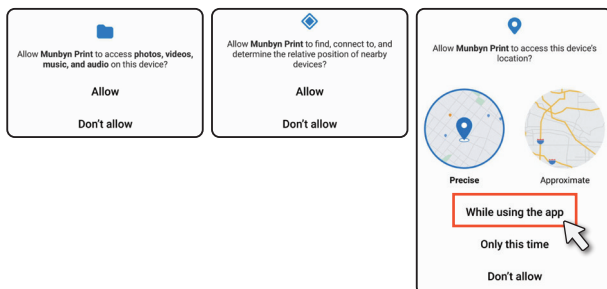 Allow Munbyn Print to access photos, videos,
music, and audio on this device?
Allow
Don't allow
Allow Munbyn Print to find, connect to, and
determine the relative position of nearby
devices?
Allow
Don't allow
Allow Munbyn Print to access this device's
location?
Precise
Approximate
While using the app
Only this time
Don't allow